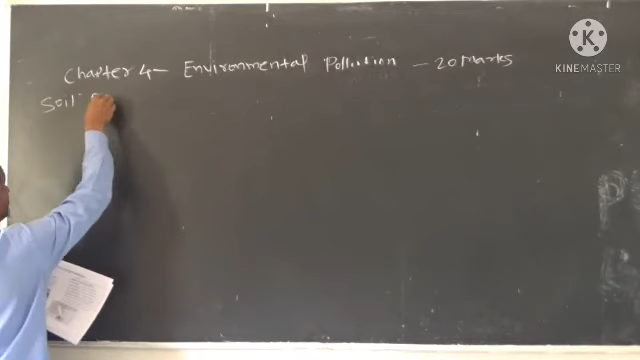 Chapter 4 - Environmental Pollution - 20 Marks
Soil
KINEMASTER